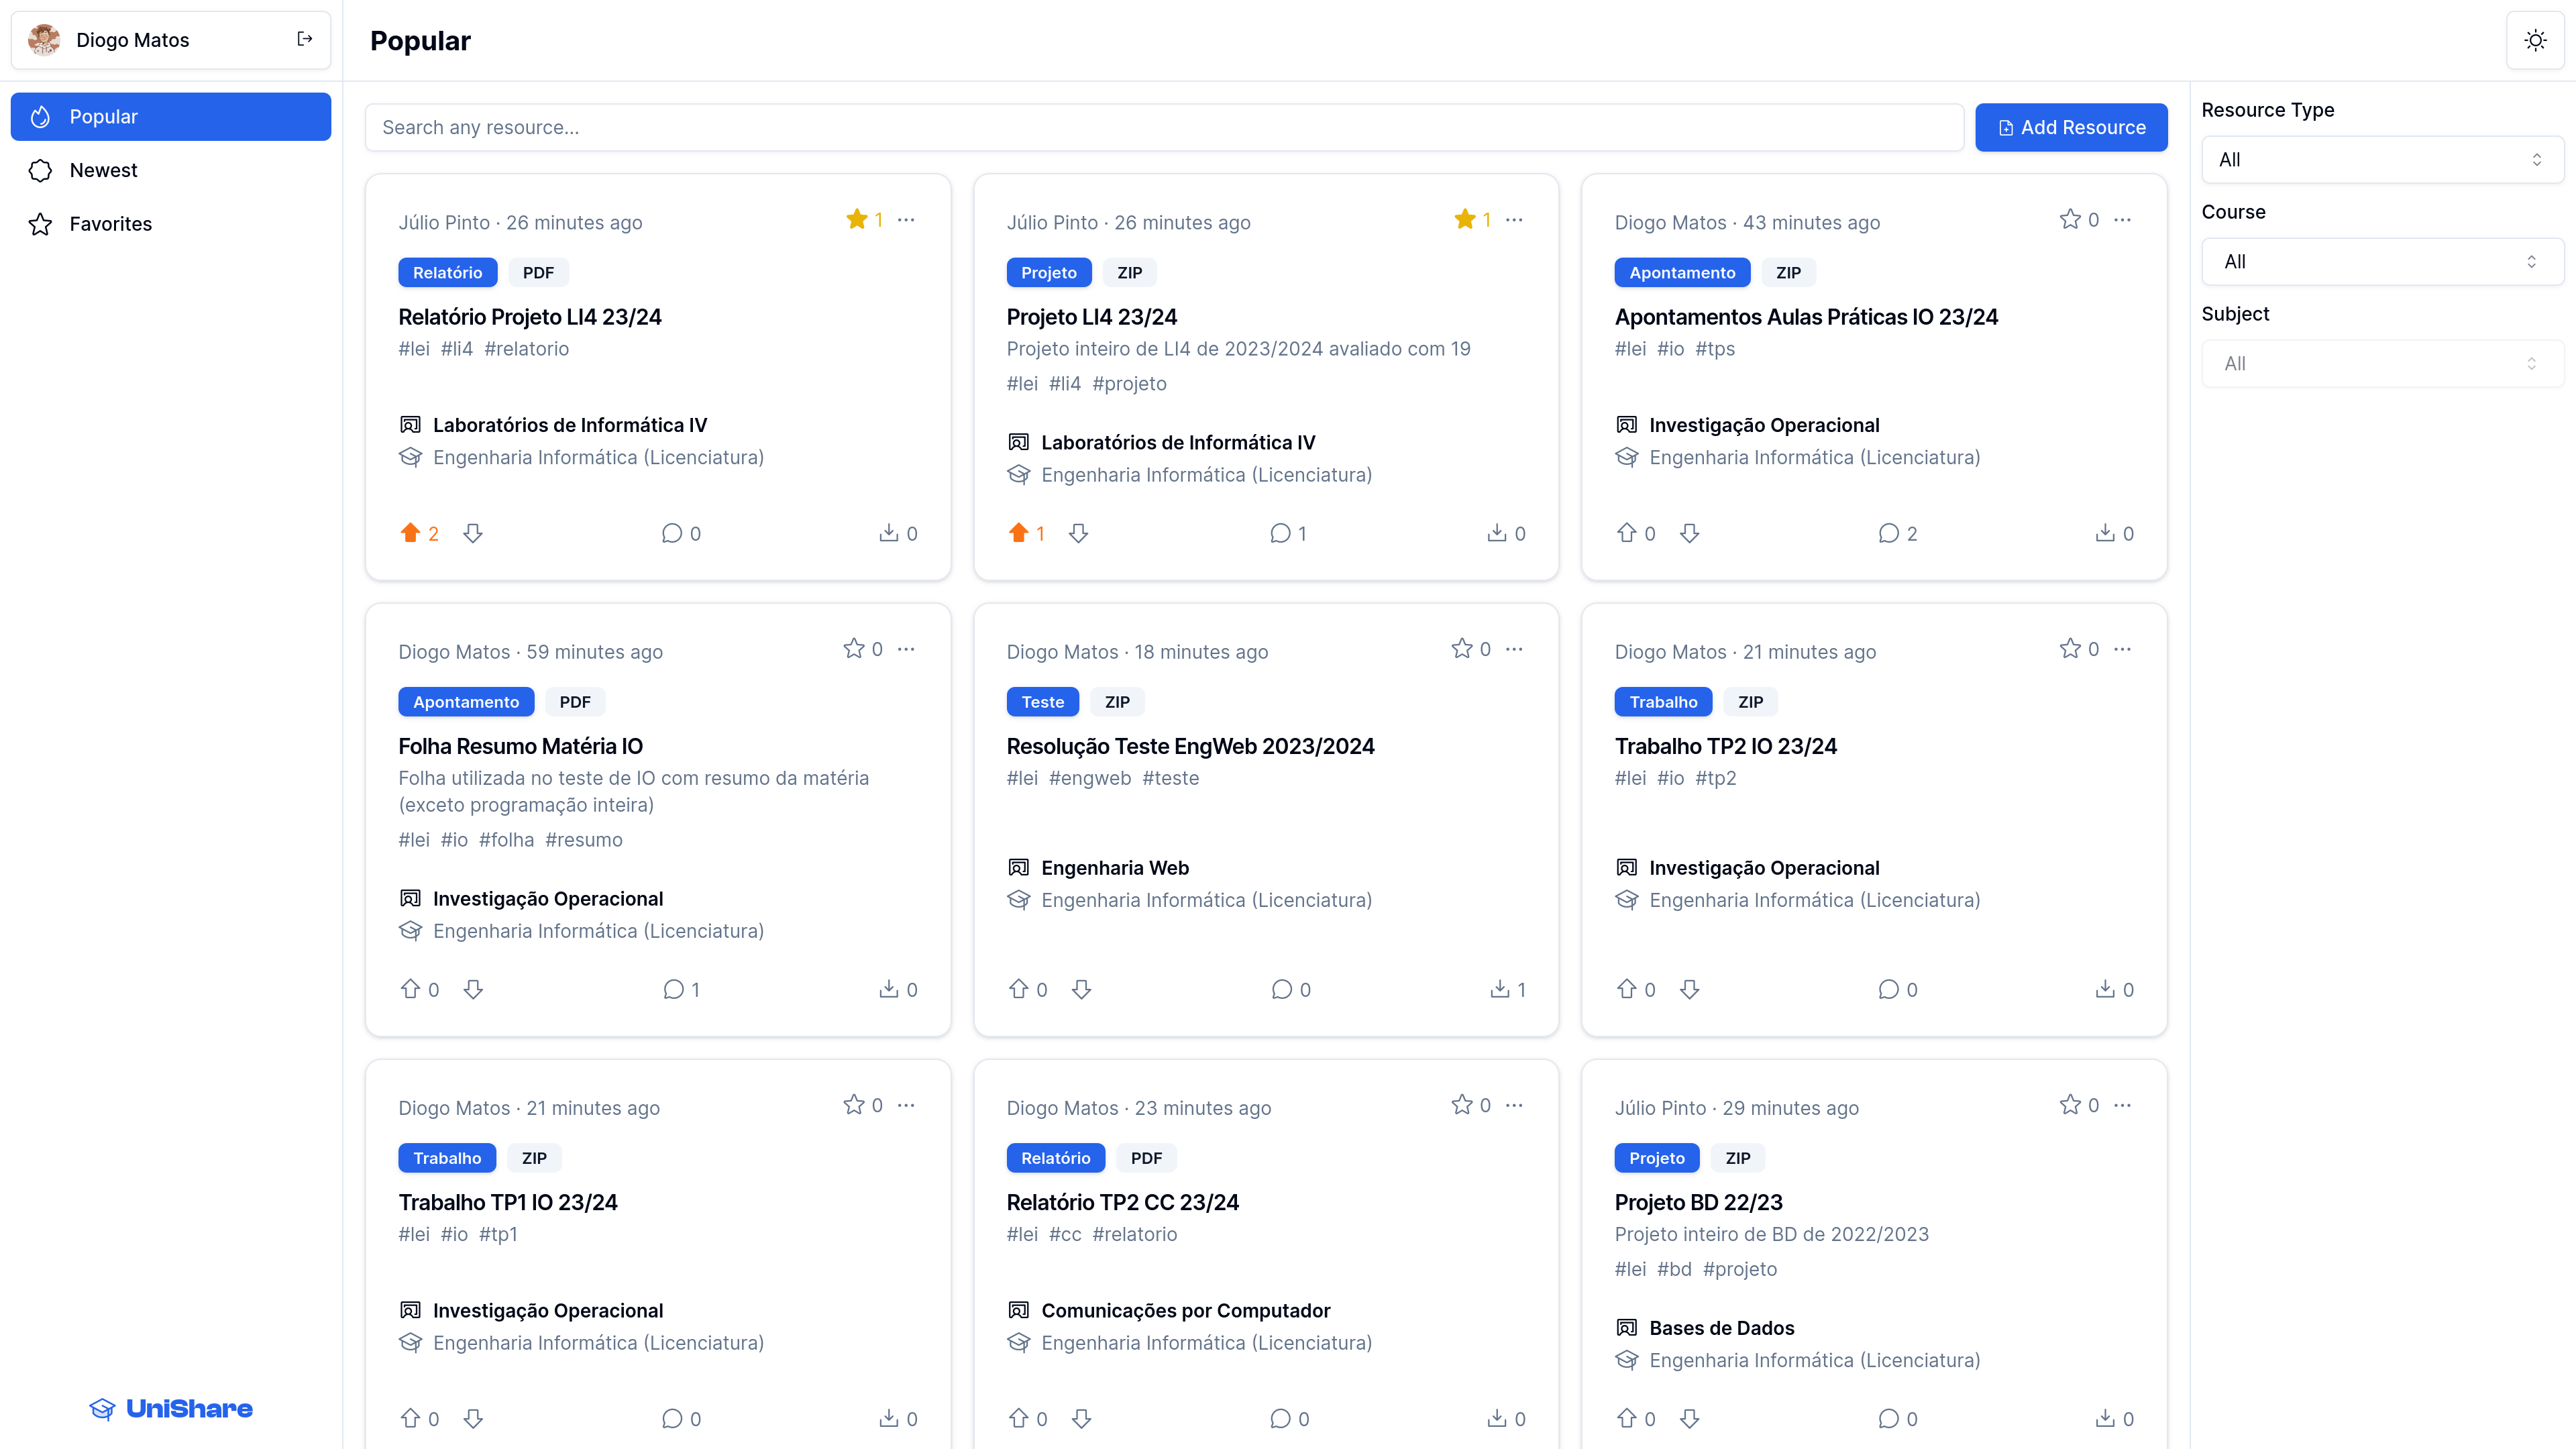 Diogo Matos
Popular
Popular
Newest
Favorites
Search any resource...
Add Resource
Resource Type
All
Course
All
Subject
All
Júlio Pinto · 26 minutes ago 1
Relatório PDF
Relatório Projeto LI4 23/24
#lei #li4 #relatorio
Laboratórios de Informática IV
Engenharia Informática (Licenciatura)
2 0 0
Júlio Pinto · 26 minutes ago 1
Projeto ZIP
Projeto LI4 23/24
Projeto inteiro de LI4 de 2023/2024 avaliado com 19
#lei #li4 #projeto
Laboratórios de Informática IV
Engenharia Informática (Licenciatura)
1 1 0
Diogo Matos · 43 minutes ago 0
Apontamento ZIP
Apontamentos Aulas Práticas IO 23/24
#lei #io #tps
Investigação Operacional
Engenharia Informática (Licenciatura)
0 2 0
Diogo Matos · 59 minutes ago 0
Apontamento PDF
Folha Resumo Matéria IO
Folha utilizada no teste de IO com resumo da matéria
(exceto programação inteira)
#lei #io #folha #resumo
Investigação Operacional
Engenharia Informática (Licenciatura)
0 1 0
Diogo Matos · 18 minutes ago 0
Teste ZIP
Resolução Teste EngWeb 2023/2024
#lei #engweb #teste
Engenharia Web
Engenharia Informática (Licenciatura)
0 0 1
Diogo Matos · 21 minutes ago 0
Trabalho ZIP
Trabalho TP2 IO 23/24
#lei #io #tp2
Investigação Operacional
Engenharia Informática (Licenciatura)
0 0 0
Diogo Matos · 21 minutes ago 0
Trabalho ZIP
Trabalho TP1 IO 23/24
#lei #io #tp1
Investigação Operacional
Engenharia Informática (Licenciatura)
0 0 0
Diogo Matos · 23 minutes ago 0
Relatório PDF
Relatório TP2 CC 23/24
#lei #cc #relatorio
Comunicações por Computador
Engenharia Informática (Licenciatura)
0 0 0
Júlio Pinto · 29 minutes ago 0
Projeto ZIP
Projeto BD 22/23
Projeto inteiro de BD de 2022/2023
#lei #bd #projeto
Bases de Dados
Engenharia Informática (Licenciatura)
0 0 0
UniShare